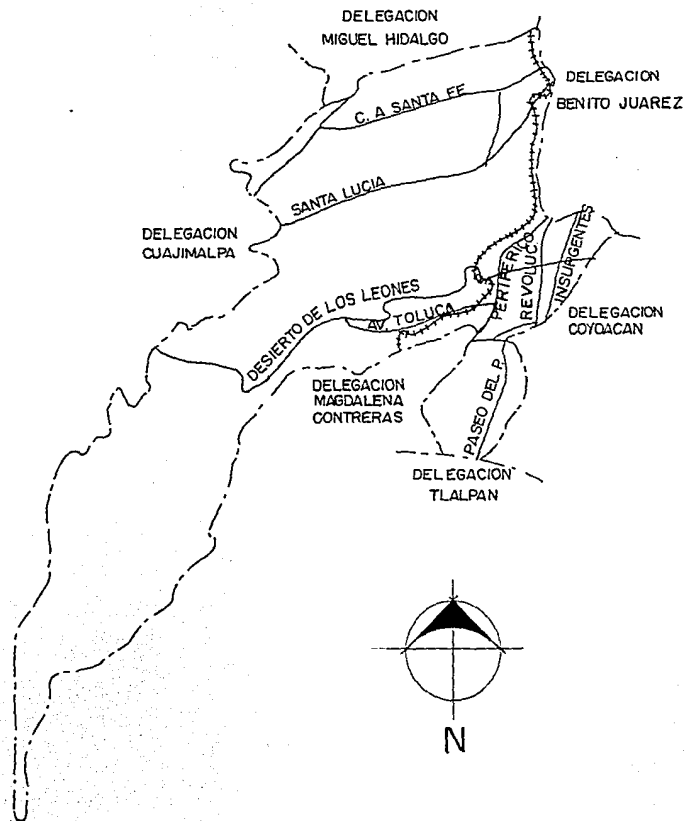 DELEGACION
MIGUEL HIDALGO
DELEGACION
BENITO JUAREZ
C. A SANTA FE
SANTA LUCIA
DELEGACION
CUAJIMALPA
PERIFERICO
REVOLUCO
INSURGENTES
DESIERTO DE LOS LEONES
AV. TOLUCA
DELEGACION
COYOACAN
DELEGACION
MAGDALENA
CONTRERAS
PASEO DEL P.
DELEGACION
TLALPAN
N